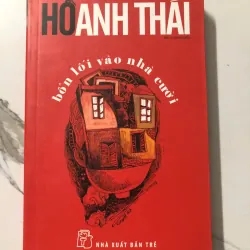 HỒ ANH THÁI
bốn lối vào nhà cười
NHÀ XUẤT BẢN TRẺ